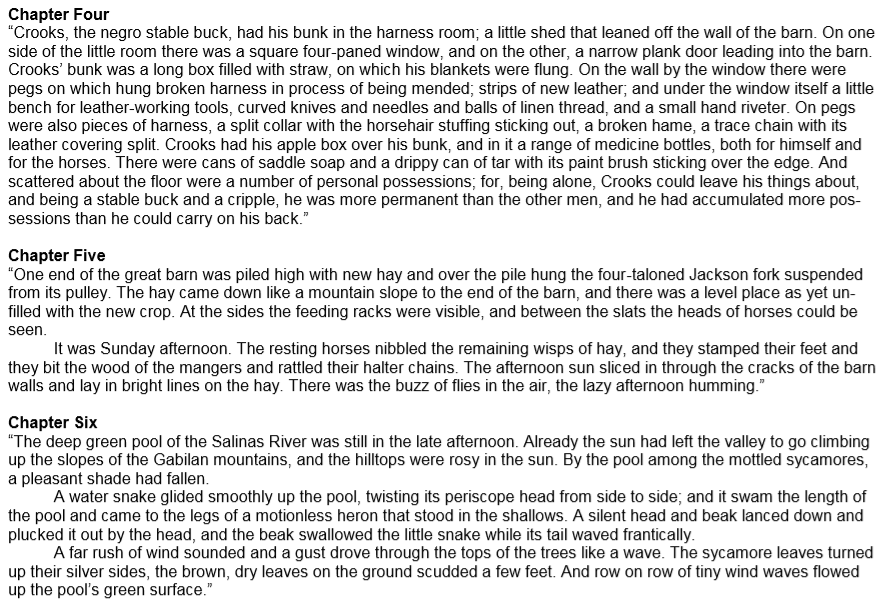 Chapter Four
“Crooks, the negro stable buck, had his bunk in the harness room; a little shed that leaned off the wall of the barn. On one
side of the little room there was a square four-paned window, and on the other, a narrow plank door leading into the barn.
Crooks’ bunk was a long box filled with straw, on which his blankets were flung. On the wall by the window there were
pegs on which hung broken harness in process of being mended; strips of new leather; and under the window itself a little
bench for leather-working tools, curved knives and needles and balls of linen thread, and a small hand riveter. On pegs
were also pieces of harness, a split collar with the horsehair stuffing sticking out, a broken hame, a trace chain with its
leather covering split. Crooks had his apple box over his bunk, and in it a range of medicine bottles, both for himself and
for the horses. There were cans of saddle soap and a drippy can of tar with its paint brush sticking over the edge. And
scattered about the floor were a number of personal possessions; for, being alone, Crooks could leave his things about,
and being a stable buck and a cripple, he was more permanent than the other men, and he had accumulated more pos-
sessions than he could carry on his back.”
Chapter Five
“One end of the great barn was piled high with new hay and over the pile hung the four-taloned Jackson fork suspended
from its pulley. The hay came down like a mountain slope to the end of the barn, and there was a level place as yet un-
filled with the new crop. At the sides the feeding racks were visible, and between the slats the heads of horses could be
seen.
It was Sunday afternoon. The resting horses nibbled the remaining wisps of hay, and they stamped their feet and
they bit the wood of the mangers and rattled their halter chains. The afternoon sun sliced in through the cracks of the barn
walls and lay in bright lines on the hay. There was the buzz of flies in the air, the lazy afternoon humming.”
Chapter Six
“The deep green pool of the Salinas River was still in the late afternoon. Already the sun had left the valley to go climbing
up the slopes of the Gabilan mountains, and the hilltops were rosy in the sun. By the pool among the mottled sycamores,
a pleasant shade had fallen.
A water snake glided smoothly up the pool, twisting its periscope head from side to side; and it swam the length of
the pool and came to the legs of a motionless heron that stood in the shallows. A silent head and beak lanced down and
plucked it out by the head, and the beak swallowed the little snake while its tail waved frantically.
A far rush of wind sounded and a gust drove through the tops of the trees like a wave. The sycamore leaves turned
up their silver sides, the brown, dry leaves on the ground scudded a few feet. And row on row of tiny wind waves flowed
up the pool’s green surface.”